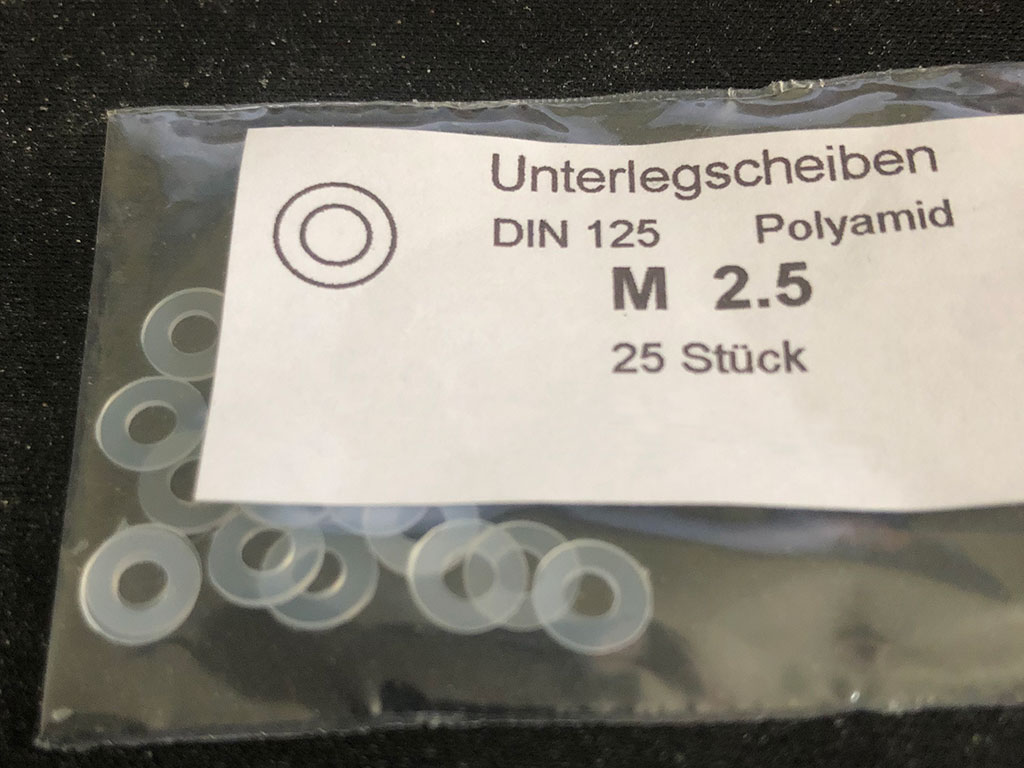 Unterlegscheiben
DIN 125 Polyamid
M 2.5
25 Stück